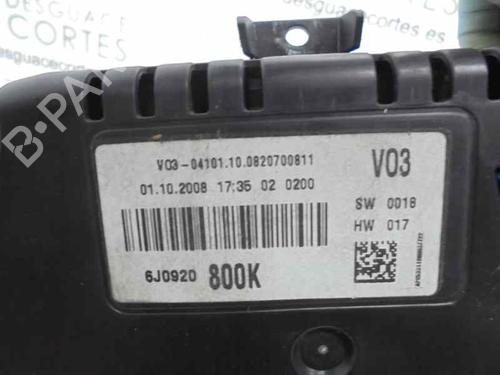 DESGUACE
CORTES
desguacecortes.es
B-PARTS
V03-04101.10.0820700811
V03
01.10.2008 17:35 02 0200
SW 0018
HW 017
6J0920 800K